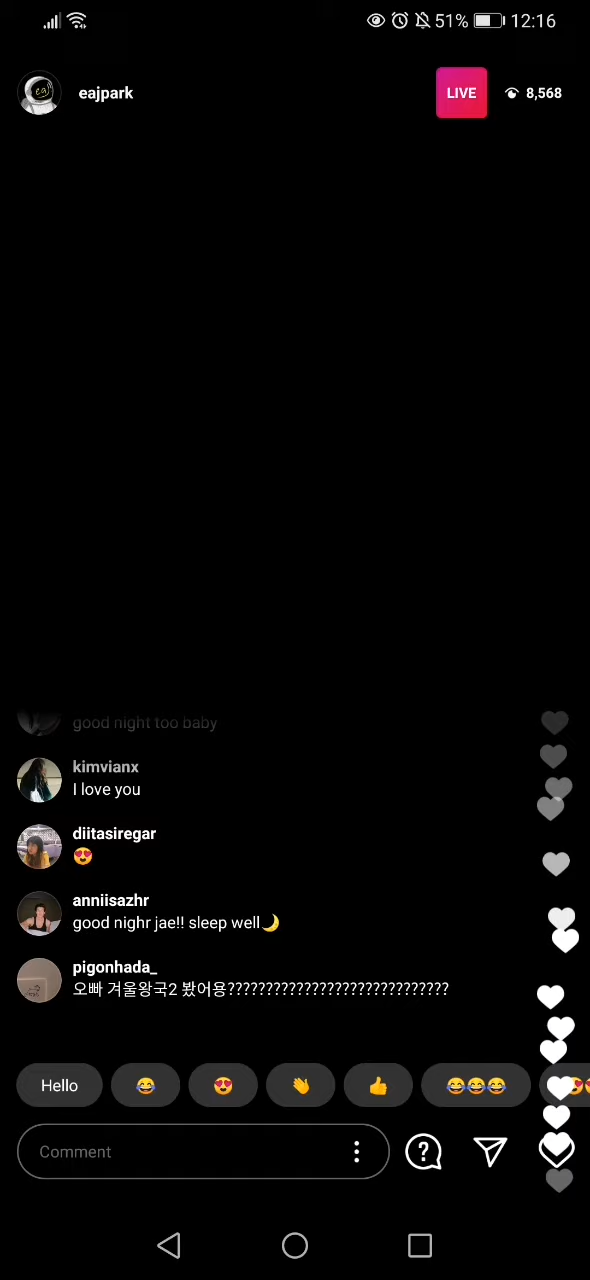 51% 12:16
eaj
eajpark LIVE 8,568
good night too baby
kimvianx
I love you
diitasiregar
😍
anniisazhr
good nighr jae!! sleep well🌙
pigonhada_
오빠 겨울왕국2 봤어용?????????????????????????????
Hello 😂 😍 👋 👍 😂😂😂
Comment